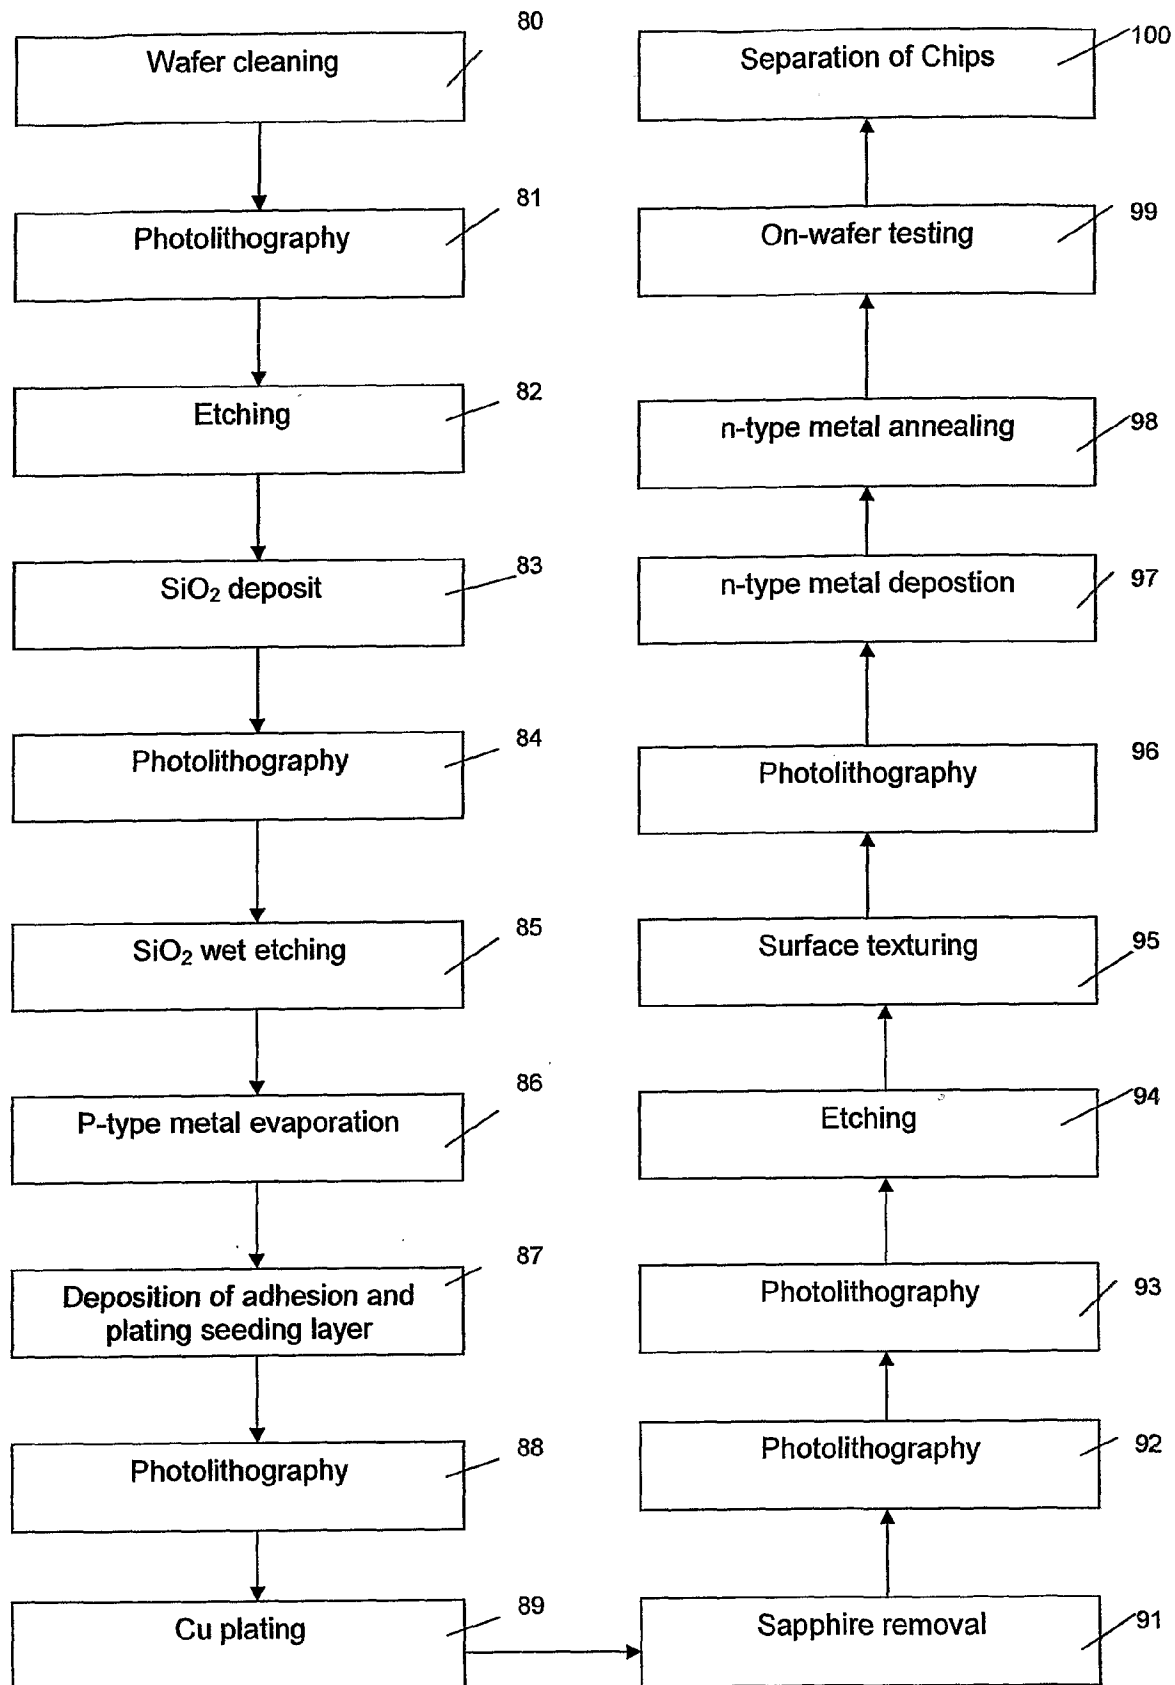 Wafer cleaning
80
Photolithography
81
Etching
82
SiO₂ deposit
83
Photolithography
84
SiO₂ wet etching
85
P-type metal evaporation
86
Deposition of adhesion and
plating seeding layer
87
Photolithography
88
Cu plating
89
Sapphire removal
91
Photolithography
92
Photolithography
93
Etching
94
Surface texturing
95
Photolithography
96
n-type metal depostion
97
n-type metal annealing
98
On-wafer testing
99
Separation of Chips
100